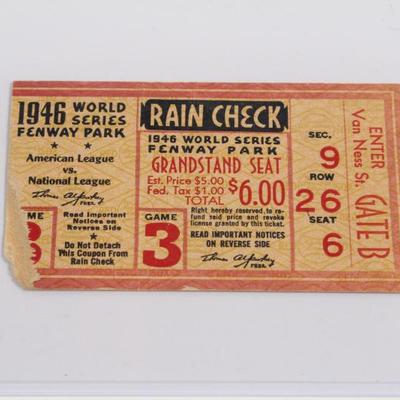 1946 WORLD
SERIES
FENWAY PARK
American League
vs.
National League
PRES.
Read Important
Notices on
Reverse Side
Do Not Detach
This Coupon From
Rain Check
RAIN CHECK
1946 WORLD SERIES
FENWAY PARK
GRANDSTAND SEAT
Est. Price $5.00
Fed. Tax $1.00
TOTAL
$6.00
GAME
3
Right hereby reserved to re-
fund said price and revoke
license granted by this ticket.
READ IMPORTANT NOTICES
ON REVERSE SIDE
PRES.
SEC.
9
ROW
26
SEAT
6
ENTER
Van Ness St.
GATE B